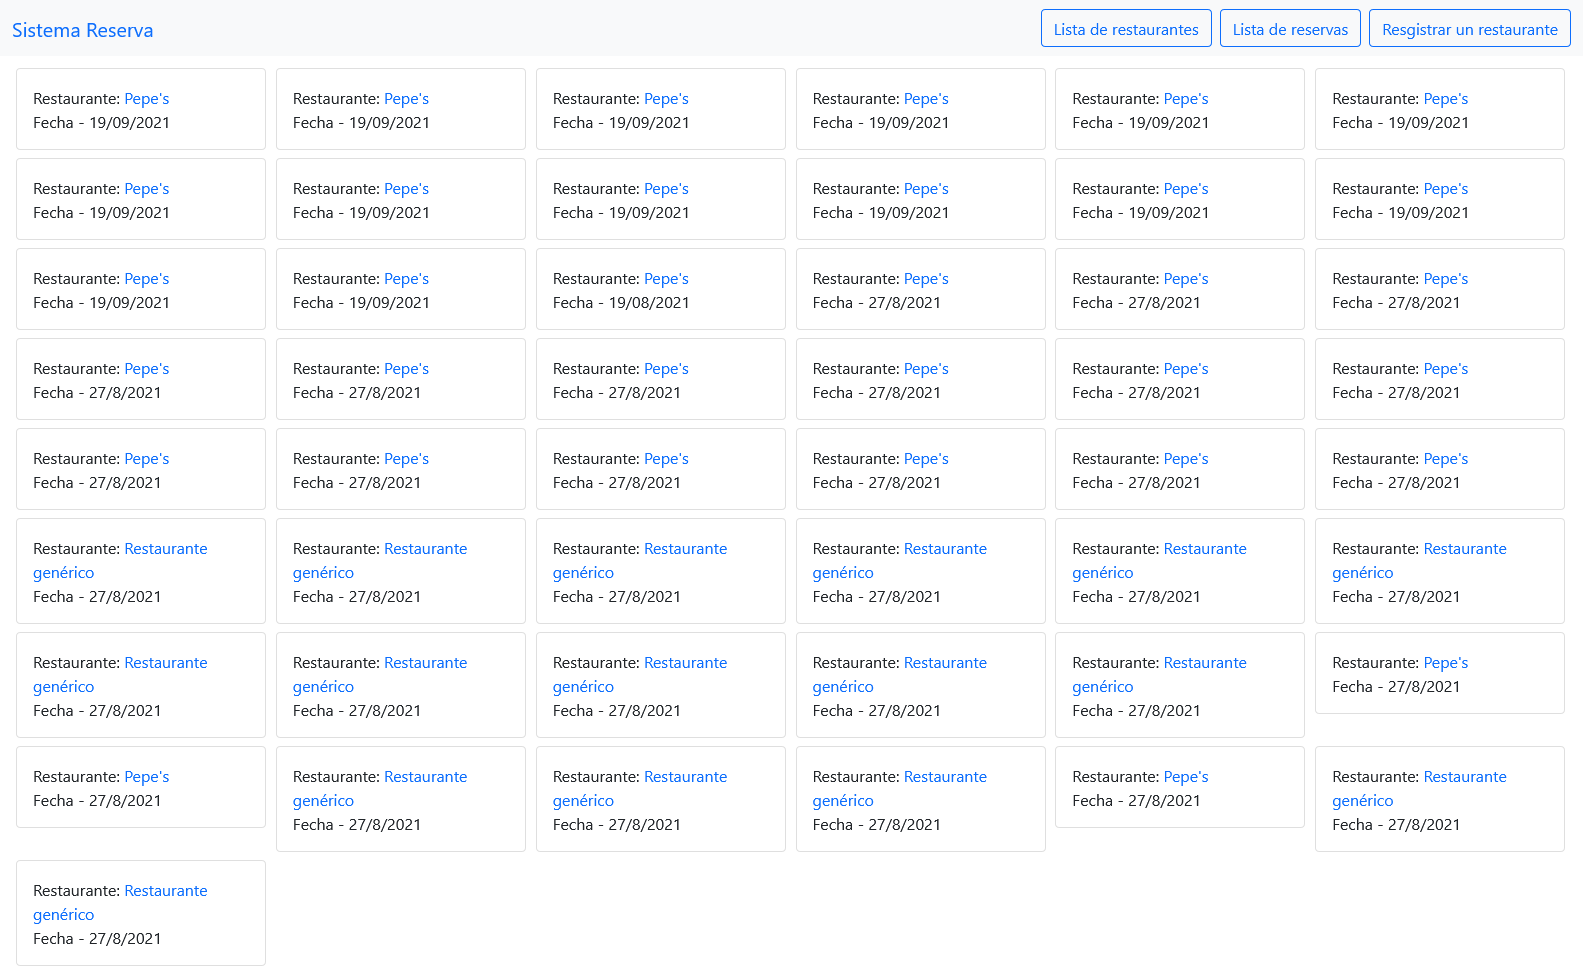 Sistema Reserva
Lista de restaurantes
Lista de reservas
Resgistrar un restaurante
Restaurante: Pepe's
Fecha - 19/09/2021
Restaurante: Pepe's
Fecha - 19/09/2021
Restaurante: Pepe's
Fecha - 19/09/2021
Restaurante: Pepe's
Fecha - 19/09/2021
Restaurante: Pepe's
Fecha - 19/09/2021
Restaurante: Pepe's
Fecha - 19/09/2021
Restaurante: Pepe's
Fecha - 19/09/2021
Restaurante: Pepe's
Fecha - 19/09/2021
Restaurante: Pepe's
Fecha - 19/09/2021
Restaurante: Pepe's
Fecha - 19/09/2021
Restaurante: Pepe's
Fecha - 19/09/2021
Restaurante: Pepe's
Fecha - 19/09/2021
Restaurante: Pepe's
Fecha - 19/09/2021
Restaurante: Pepe's
Fecha - 19/09/2021
Restaurante: Pepe's
Fecha - 19/08/2021
Restaurante: Pepe's
Fecha - 27/8/2021
Restaurante: Pepe's
Fecha - 27/8/2021
Restaurante: Pepe's
Fecha - 27/8/2021
Restaurante: Pepe's
Fecha - 27/8/2021
Restaurante: Pepe's
Fecha - 27/8/2021
Restaurante: Pepe's
Fecha - 27/8/2021
Restaurante: Pepe's
Fecha - 27/8/2021
Restaurante: Pepe's
Fecha - 27/8/2021
Restaurante: Pepe's
Fecha - 27/8/2021
Restaurante: Pepe's
Fecha - 27/8/2021
Restaurante: Pepe's
Fecha - 27/8/2021
Restaurante: Pepe's
Fecha - 27/8/2021
Restaurante: Pepe's
Fecha - 27/8/2021
Restaurante: Pepe's
Fecha - 27/8/2021
Restaurante: Pepe's
Fecha - 27/8/2021
Restaurante: Restaurante
genérico
Fecha - 27/8/2021
Restaurante: Restaurante
genérico
Fecha - 27/8/2021
Restaurante: Restaurante
genérico
Fecha - 27/8/2021
Restaurante: Restaurante
genérico
Fecha - 27/8/2021
Restaurante: Restaurante
genérico
Fecha - 27/8/2021
Restaurante: Restaurante
genérico
Fecha - 27/8/2021
Restaurante: Restaurante
genérico
Fecha - 27/8/2021
Restaurante: Restaurante
genérico
Fecha - 27/8/2021
Restaurante: Restaurante
genérico
Fecha - 27/8/2021
Restaurante: Restaurante
genérico
Fecha - 27/8/2021
Restaurante: Restaurante
genérico
Fecha - 27/8/2021
Restaurante: Pepe's
Fecha - 27/8/2021
Restaurante: Pepe's
Fecha - 27/8/2021
Restaurante: Restaurante
genérico
Fecha - 27/8/2021
Restaurante: Restaurante
genérico
Fecha - 27/8/2021
Restaurante: Restaurante
genérico
Fecha - 27/8/2021
Restaurante: Pepe's
Fecha - 27/8/2021
Restaurante: Restaurante
genérico
Fecha - 27/8/2021
Restaurante: Restaurante
genérico
Fecha - 27/8/2021